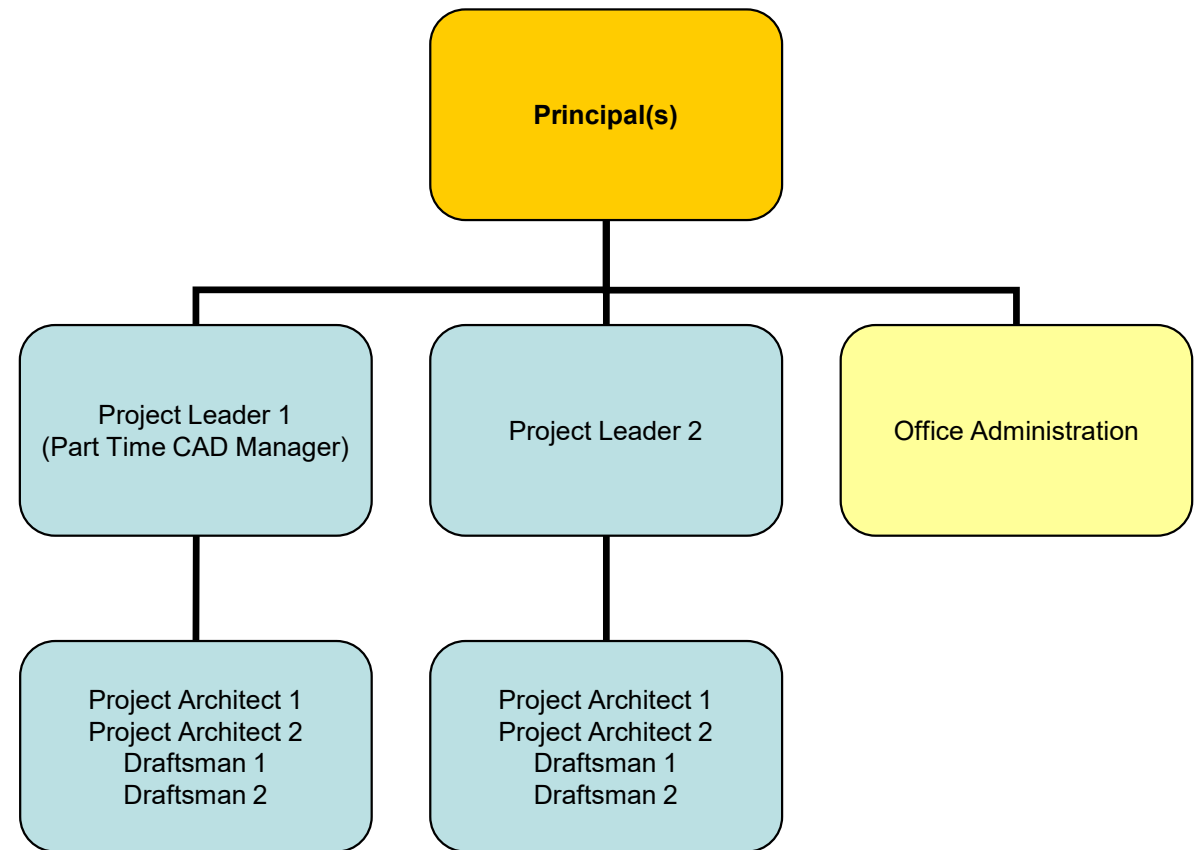 Principal(s)
Project Leader 1
(Part Time CAD Manager)
Project Leader 2
Office Administration
Project Architect 1
Project Architect 2
Draftsman 1
Draftsman 2
Project Architect 1
Project Architect 2
Draftsman 1
Draftsman 2